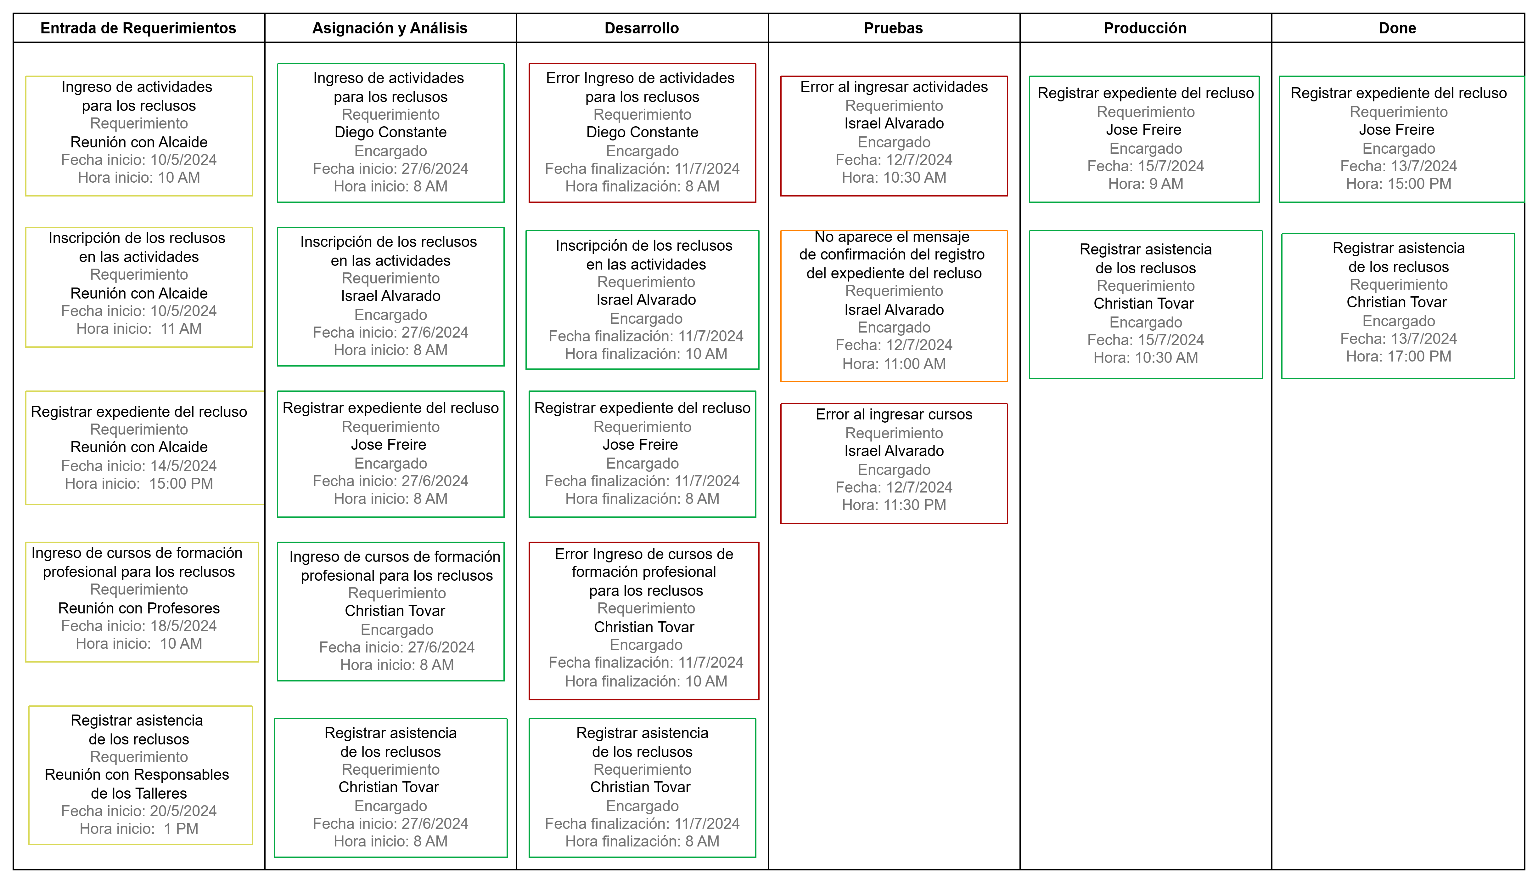 Entrada de Requerimientos
Asignación y Análisis
Desarrollo
Pruebas
Producción
Done
Ingreso de actividades
para los reclusos
Requerimiento
Reunión con Alcaide
Fecha inicio: 10/5/2024
Hora inicio: 10 AM
Inscripción de los reclusos
en las actividades
Requerimiento
Reunión con Alcaide
Fecha inicio: 10/5/2024
Hora inicio: 11 AM
Registrar expediente del recluso
Requerimiento
Reunión con Alcaide
Fecha inicio: 14/5/2024
Hora inicio: 15:00 PM
Ingreso de cursos de formación
profesional para los reclusos
Requerimiento
Reunión con Profesores
Fecha inicio: 18/5/2024
Hora inicio: 10 AM
Registrar asistencia
de los reclusos
Requerimiento
Reunión con Responsables
de los Talleres
Fecha inicio: 20/5/2024
Hora inicio: 1 PM
Ingreso de actividades
para los reclusos
Requerimiento
Diego Constante
Encargado
Fecha inicio: 27/6/2024
Hora inicio: 8 AM
Inscripción de los reclusos
en las actividades
Requerimiento
Israel Alvarado
Encargado
Fecha inicio: 27/6/2024
Hora inicio: 8 AM
Registrar expediente del recluso
Requerimiento
Jose Freire
Encargado
Fecha inicio: 27/6/2024
Hora inicio: 8 AM
Ingreso de cursos de formación
profesional para los reclusos
Requerimiento
Christian Tovar
Encargado
Fecha inicio: 27/6/2024
Hora inicio: 8 AM
Registrar asistencia
de los reclusos
Requerimiento
Christian Tovar
Encargado
Fecha inicio: 27/6/2024
Hora inicio: 8 AM
Error Ingreso de actividades
para los reclusos
Requerimiento
Diego Constante
Encargado
Fecha finalización: 11/7/2024
Hora finalización: 8 AM
Inscripción de los reclusos
en las actividades
Requerimiento
Israel Alvarado
Encargado
Fecha finalización: 11/7/2024
Hora finalización: 10 AM
Registrar expediente del recluso
Requerimiento
Jose Freire
Encargado
Fecha finalización: 11/7/2024
Hora finalización: 8 AM
Error Ingreso de cursos de
formación profesional
para los reclusos
Requerimiento
Christian Tovar
Encargado
Fecha finalización: 11/7/2024
Hora finalización: 10 AM
Registrar asistencia
de los reclusos
Requerimiento
Christian Tovar
Encargado
Fecha finalización: 11/7/2024
Hora finalización: 8 AM
Error al ingresar actividades
Requerimiento
Israel Alvarado
Encargado
Fecha: 12/7/2024
Hora: 10:30 AM
No aparece el mensaje
de confirmación del registro
del expediente del recluso
Requerimiento
Israel Alvarado
Encargado
Fecha: 12/7/2024
Hora: 11:00 AM
Error al ingresar cursos
Requerimiento
Israel Alvarado
Encargado
Fecha: 12/7/2024
Hora: 11:30 PM
Registrar expediente del recluso
Requerimiento
Jose Freire
Encargado
Fecha: 15/7/2024
Hora: 9 AM
Registrar asistencia
de los reclusos
Requerimiento
Christian Tovar
Encargado
Fecha: 15/7/2024
Hora: 10:30 AM
Registrar expediente del recluso
Requerimiento
Jose Freire
Encargado
Fecha: 13/7/2024
Hora: 15:00 PM
Registrar asistencia
de los reclusos
Requerimiento
Christian Tovar
Encargado
Fecha: 13/7/2024
Hora: 17:00 PM